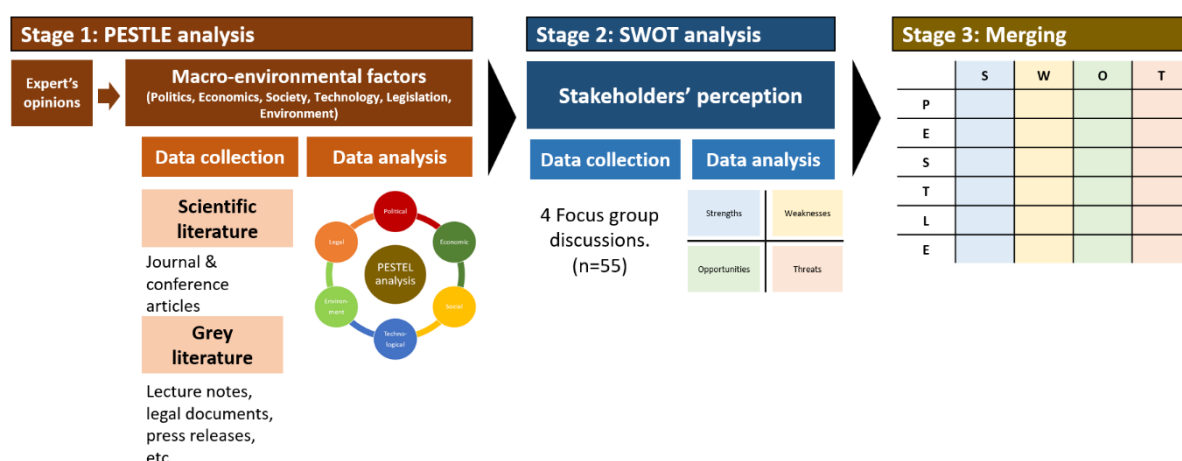 Stage 1: PESTLE analysis
Expert's
opinions
Macro-environmental factors
(Politics, Economics, Society, Technology, Legislation,
Environment)
Data collection
Data analysis
Scientific
literature
Journal &
conference
articles
Grey
literature
Lecture notes,
legal documents,
press releases,
etc
Political
Economic
Social
Techno-
logical
Environ-
ment
Legal
PESTEL
analysis
Stage 2: SWOT analysis
Stakeholders' perception
Data collection
Data analysis
4 Focus group
discussions.
(n=55)
Strengths
Weaknesses
Opportunities
Threats
Stage 3: Merging
S W O T
P
E
S
T
L
E